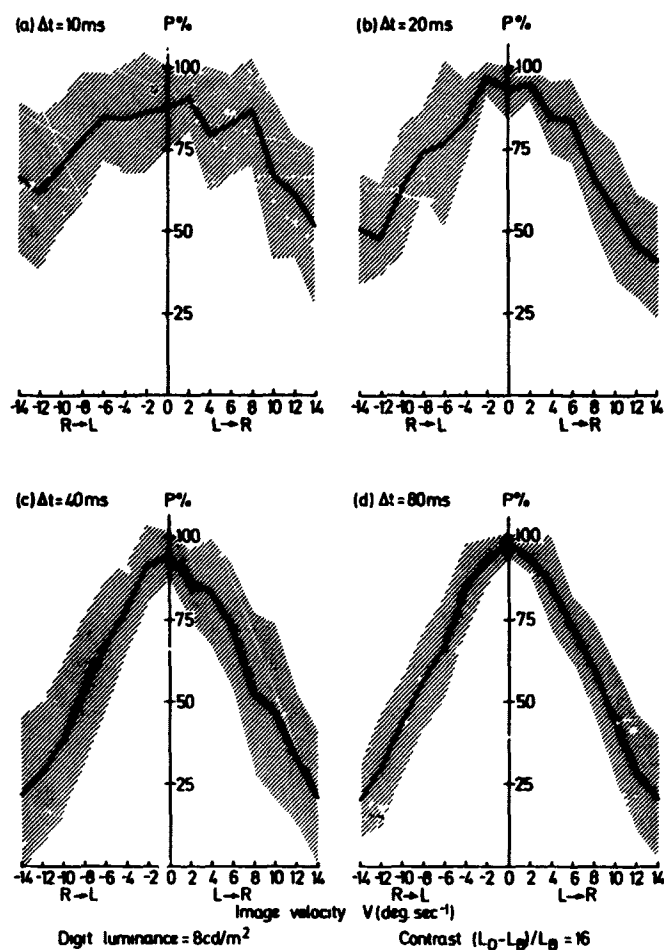 (a) Δt=10ms P%
(b) Δt=20ms P%
100
100
75
75
50
50
25
25
-14 -12 -10 -8 -6 -4 -2 0 2 4 6 8 10 12 14
-14 -12 -10 -8 -6 -4 -2 0 2 4 6 8 10 12 14
R→L L→R
R→L L→R
(c) Δt=40ms P%
(d) Δt=80ms P%
100
100
75
75
50
50
25
25
-14 -12 -10 -8 -6 -4 -2 0 2 4 6 8 10 12 14
-14 -12 -10 -8 -6 -4 -2 0 2 4 6 8 10 12 14
R→L L→R
R→L L→R
Image velocity V (deg. sec⁻¹)
Digit luminance = 8cd/m²
Contrast (L_D-L_B)/L_B = 16